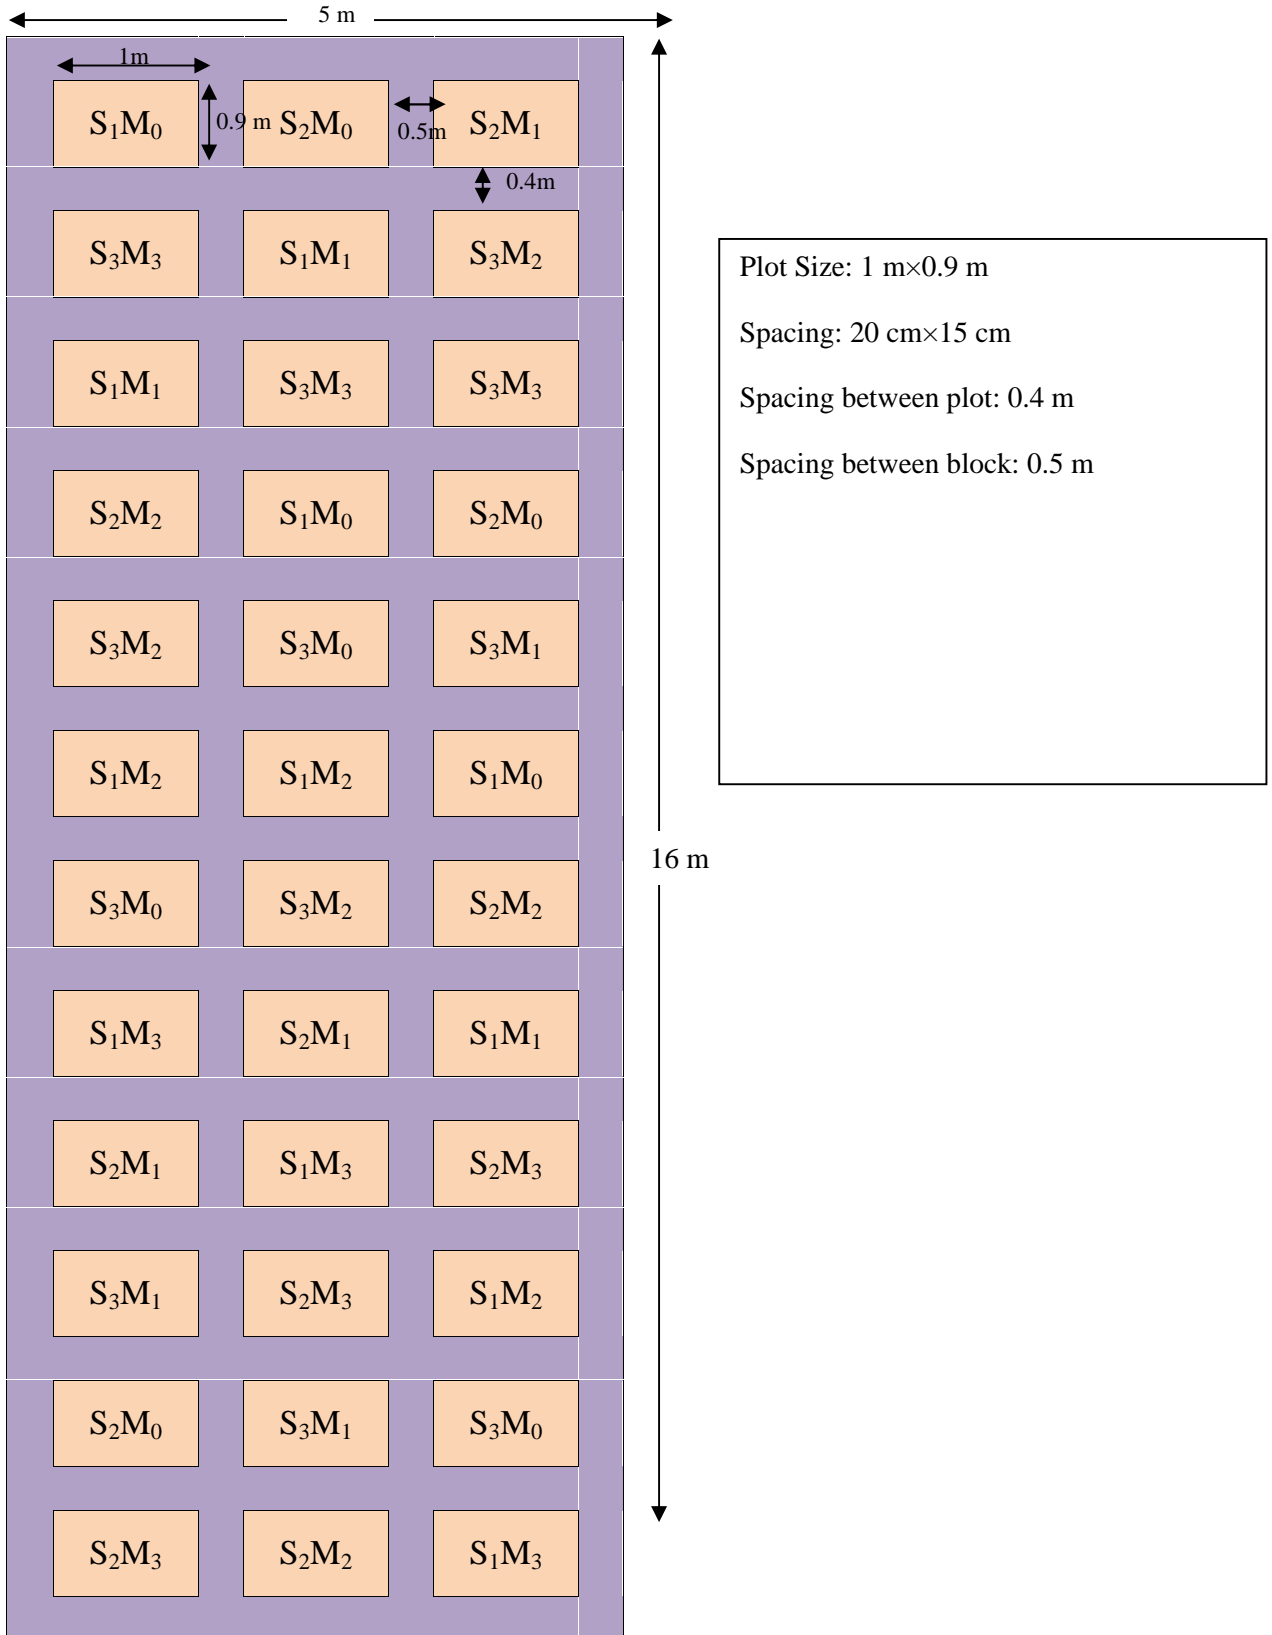 5 m
1m
S₁M₀ 0.9 m S₂M₀ 0.5m S₂M₁
0.4m
S₃M₃ S₁M₁ S₃M₂
Plot Size: 1 m×0.9 m
Spacing: 20 cm×15 cm
Spacing between plot: 0.4 m
Spacing between block: 0.5 m
S₁M₁ S₃M₃ S₃M₃
S₂M₂ S₁M₀ S₂M₀
S₃M₂ S₃M₀ S₃M₁
S₁M₂ S₁M₂ S₁M₀
16 m
S₃M₀ S₃M₂ S₂M₂
S₁M₃ S₂M₁ S₁M₁
S₂M₁ S₁M₃ S₂M₃
S₃M₁ S₂M₃ S₁M₂
S₂M₀ S₃M₁ S₃M₀
S₂M₃ S₂M₂ S₁M₃